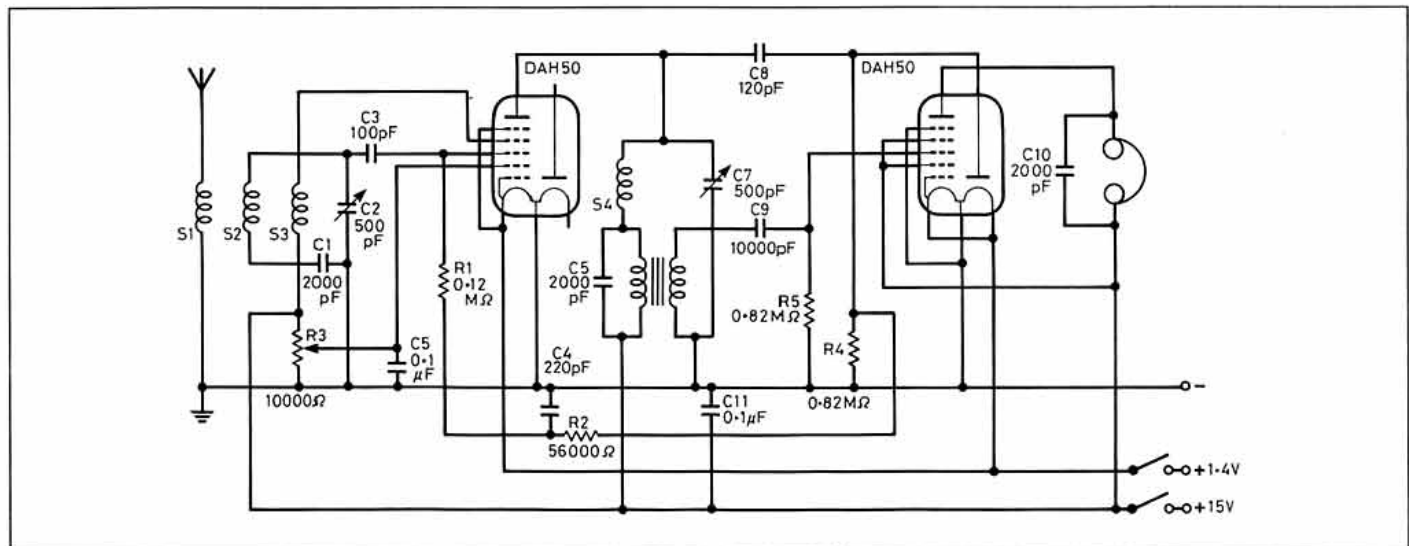 DAH50
C8
120pF
DAH50
C3
100pF
C10
2000
pF
C7
500pF
S4
C9
10000pF
C2
500
pF
S1
S2
S3
C1
2000
pF
R1
0·12
MΩ
C5
2000
pF
R5
0·82MΩ
R3
C5
0·1
μF
R4
C4
220pF
10000Ω
C11
0·1μF
0·82MΩ
-
R2
56000Ω
+1·4V
+15V